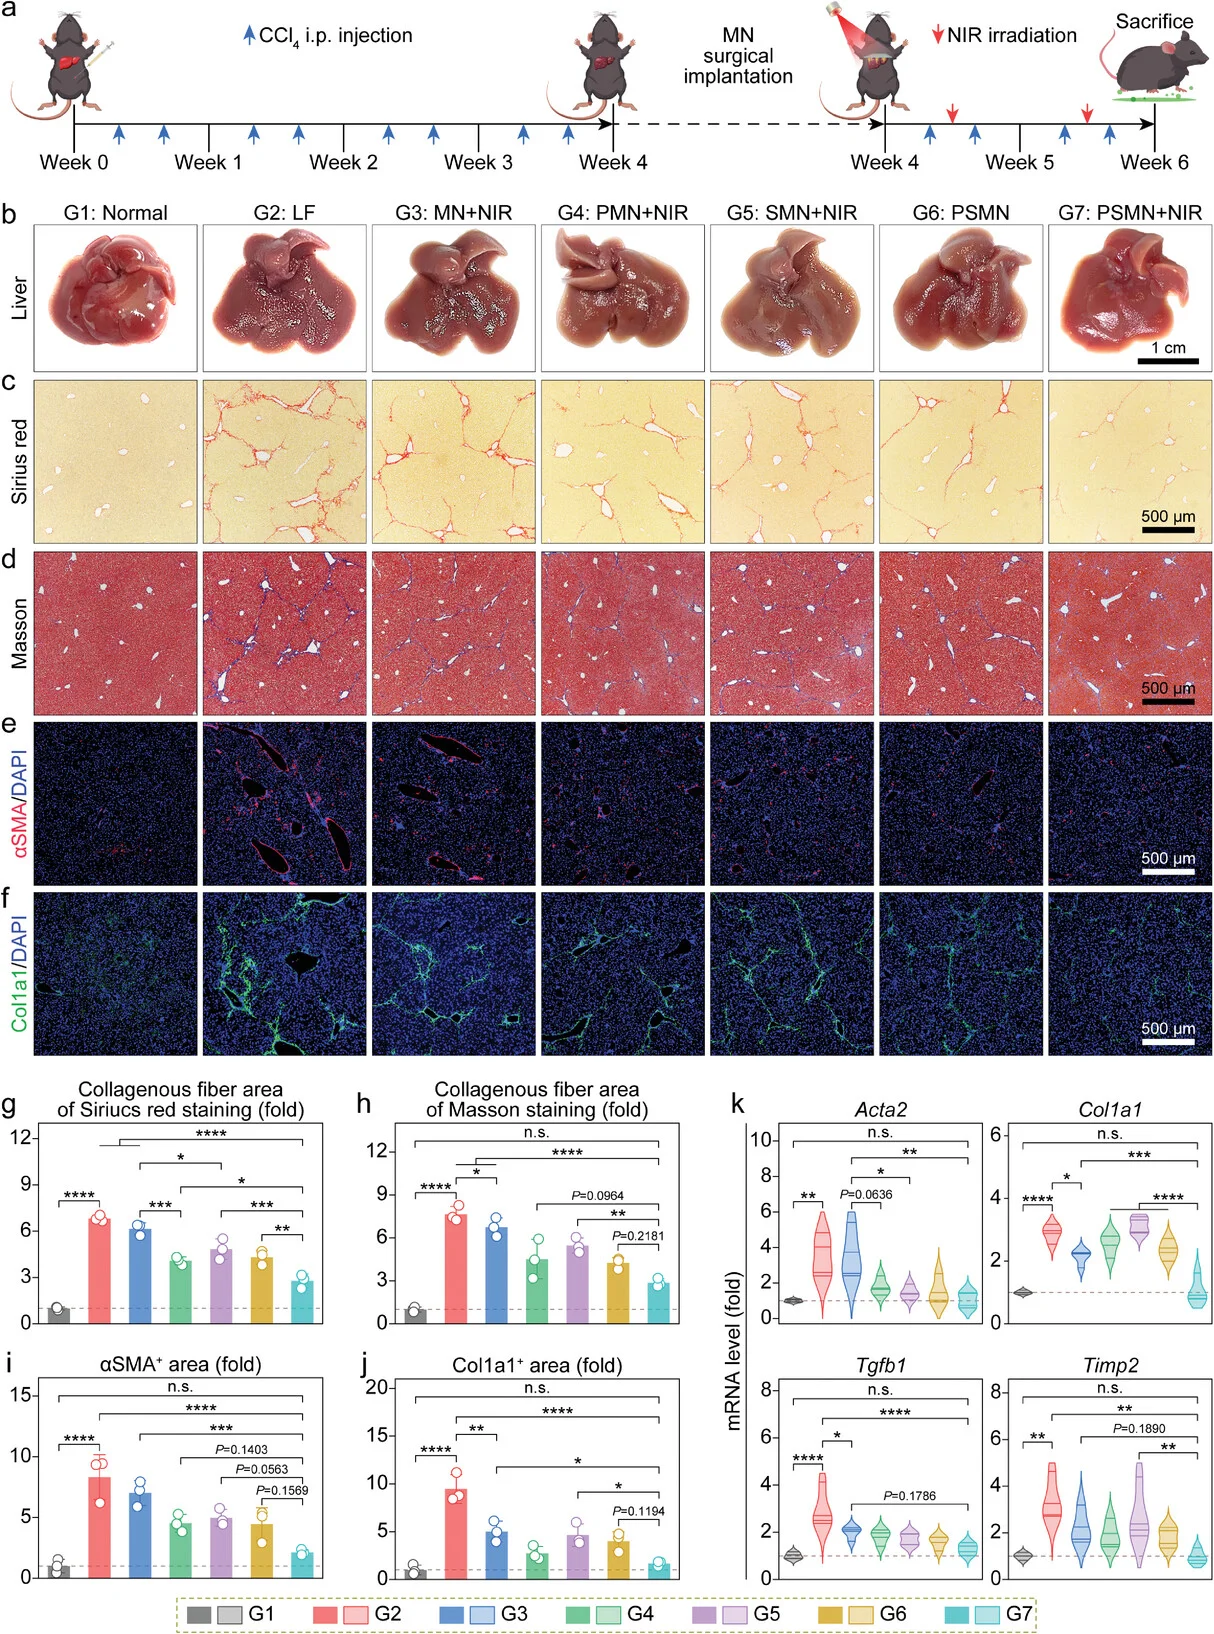 a
CCl4 i.p. injection
MN
surgical
implantation
NIR irradiation
Sacrifice
Week 0
Week 1
Week 2
Week 3
Week 4
Week 4
Week 5
Week 6
b
G1: Normal
G2: LF
G3: MN+NIR
G4: PMN+NIR
G5: SMN+NIR
G6: PSMN
G7: PSMN+NIR
Liver
1 cm
c
Sirius red
500 µm
d
Masson
500 µm
e
αSMA/DAPI
500 µm
f
Col1a1/DAPI
500 µm
g
Collagenous fiber area
of Siriucs red staining (fold)
12
9
6
3
0
****
*
*
****
***
***
**
h
Collagenous fiber area
of Masson staining (fold)
12
9
6
3
0
n.s.
****
*
****
P=0.0964
**
P=0.2181
i
αSMA+ area (fold)
15
10
5
0
n.s.
****
***
****
P=0.1403
P=0.0563
P=0.1569
j
Col1a1+ area (fold)
20
15
10
5
0
n.s.
****
**
****
*
*
P=0.1194
k
mRNA level (fold)
Acta2
10
8
6
4
2
0
n.s.
**
*
P=0.0636
**
Col1a1
6
4
2
0
n.s.
***
*
****
****
Tgfb1
8
6
4
2
0
n.s.
****
*
****
P=0.1786
Timp2
8
6
4
2
0
n.s.
**
P=0.1890
**
**
G1
G2
G3
G4
G5
G6
G7